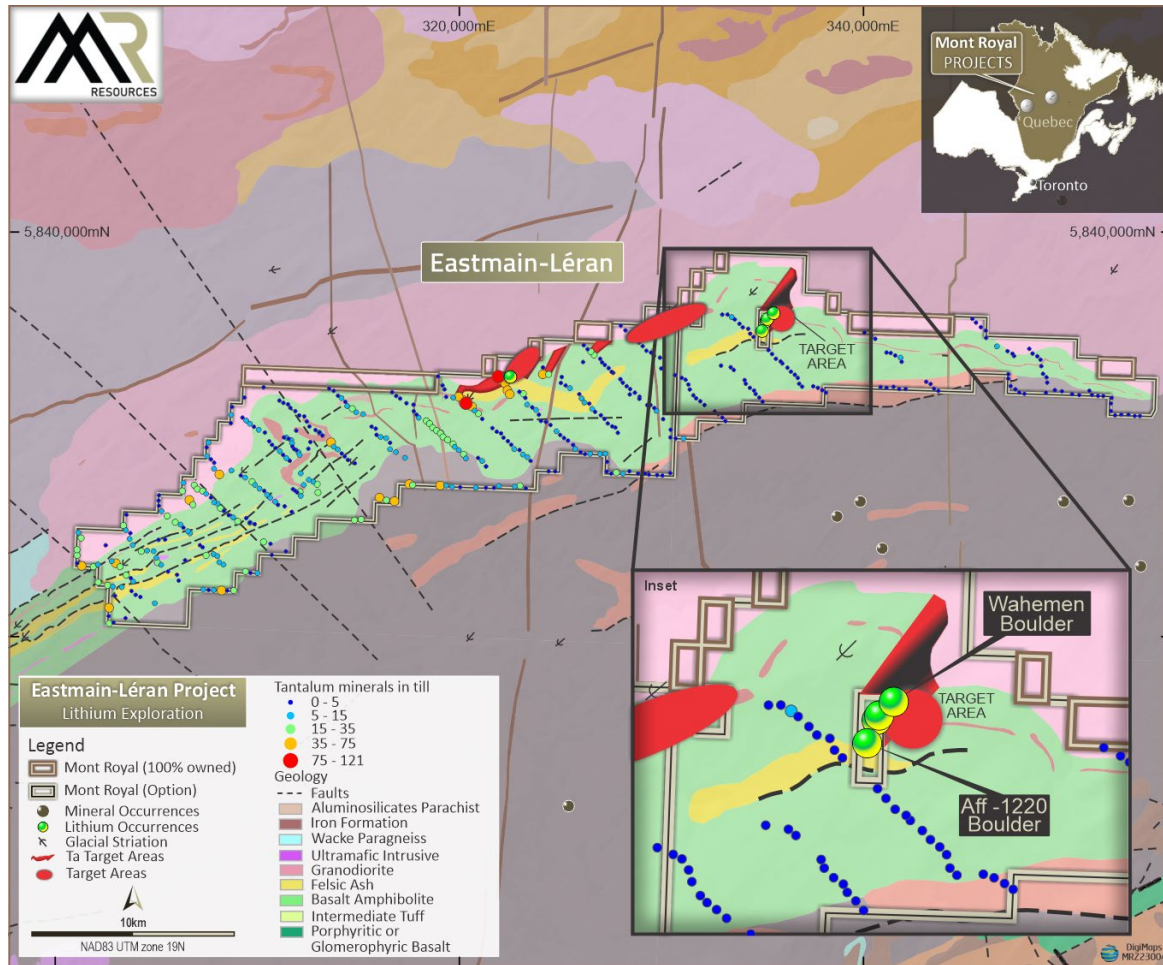 MR
RESOURCES
320,000mE
340,000mE
Mont Royal
PROJECTS
Quebec
Toronto
5,840,000mN
5,840,000mN
Eastmain-Léran
TARGET
AREA
Inset
Wahemen
Boulder
TARGET
AREA
Aff -1220
Boulder
Eastmain-Léran Project
Lithium Exploration
Legend
Mont Royal (100% owned)
Mont Royal (Option)
Mineral Occurrences
Lithium Occurrences
Glacial Striation
Ta Target Areas
Target Areas
10km
NAD83 UTM zone 19N
Tantalum minerals in till
0 - 5
5 - 15
15 - 35
35 - 75
75 - 121
Geology
Faults
Aluminosilicates Parachist
Iron Formation
Wacke Paragneiss
Ultramafic Intrusive
Granodiorite
Felsic Ash
Basalt Amphibolite
Intermediate Tuff
Porphyritic or
Glomerophyric Basalt
DigiMaps